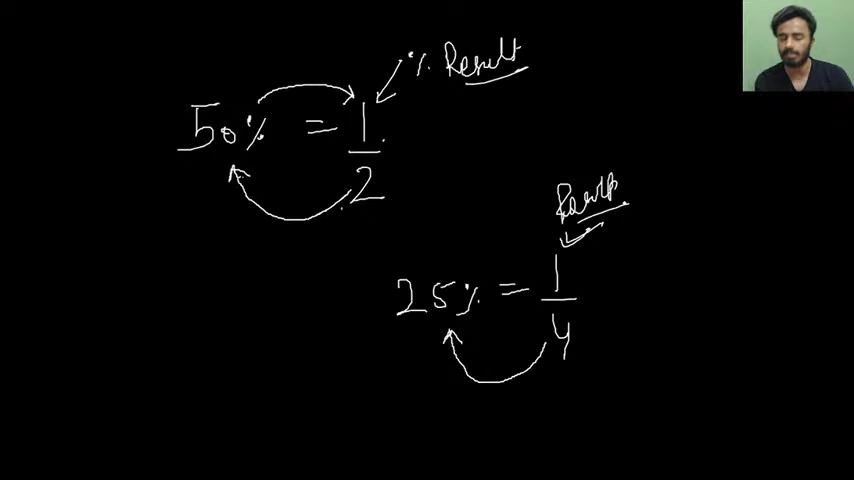 % Result
50% = 1/2
Result
25% = 1/4